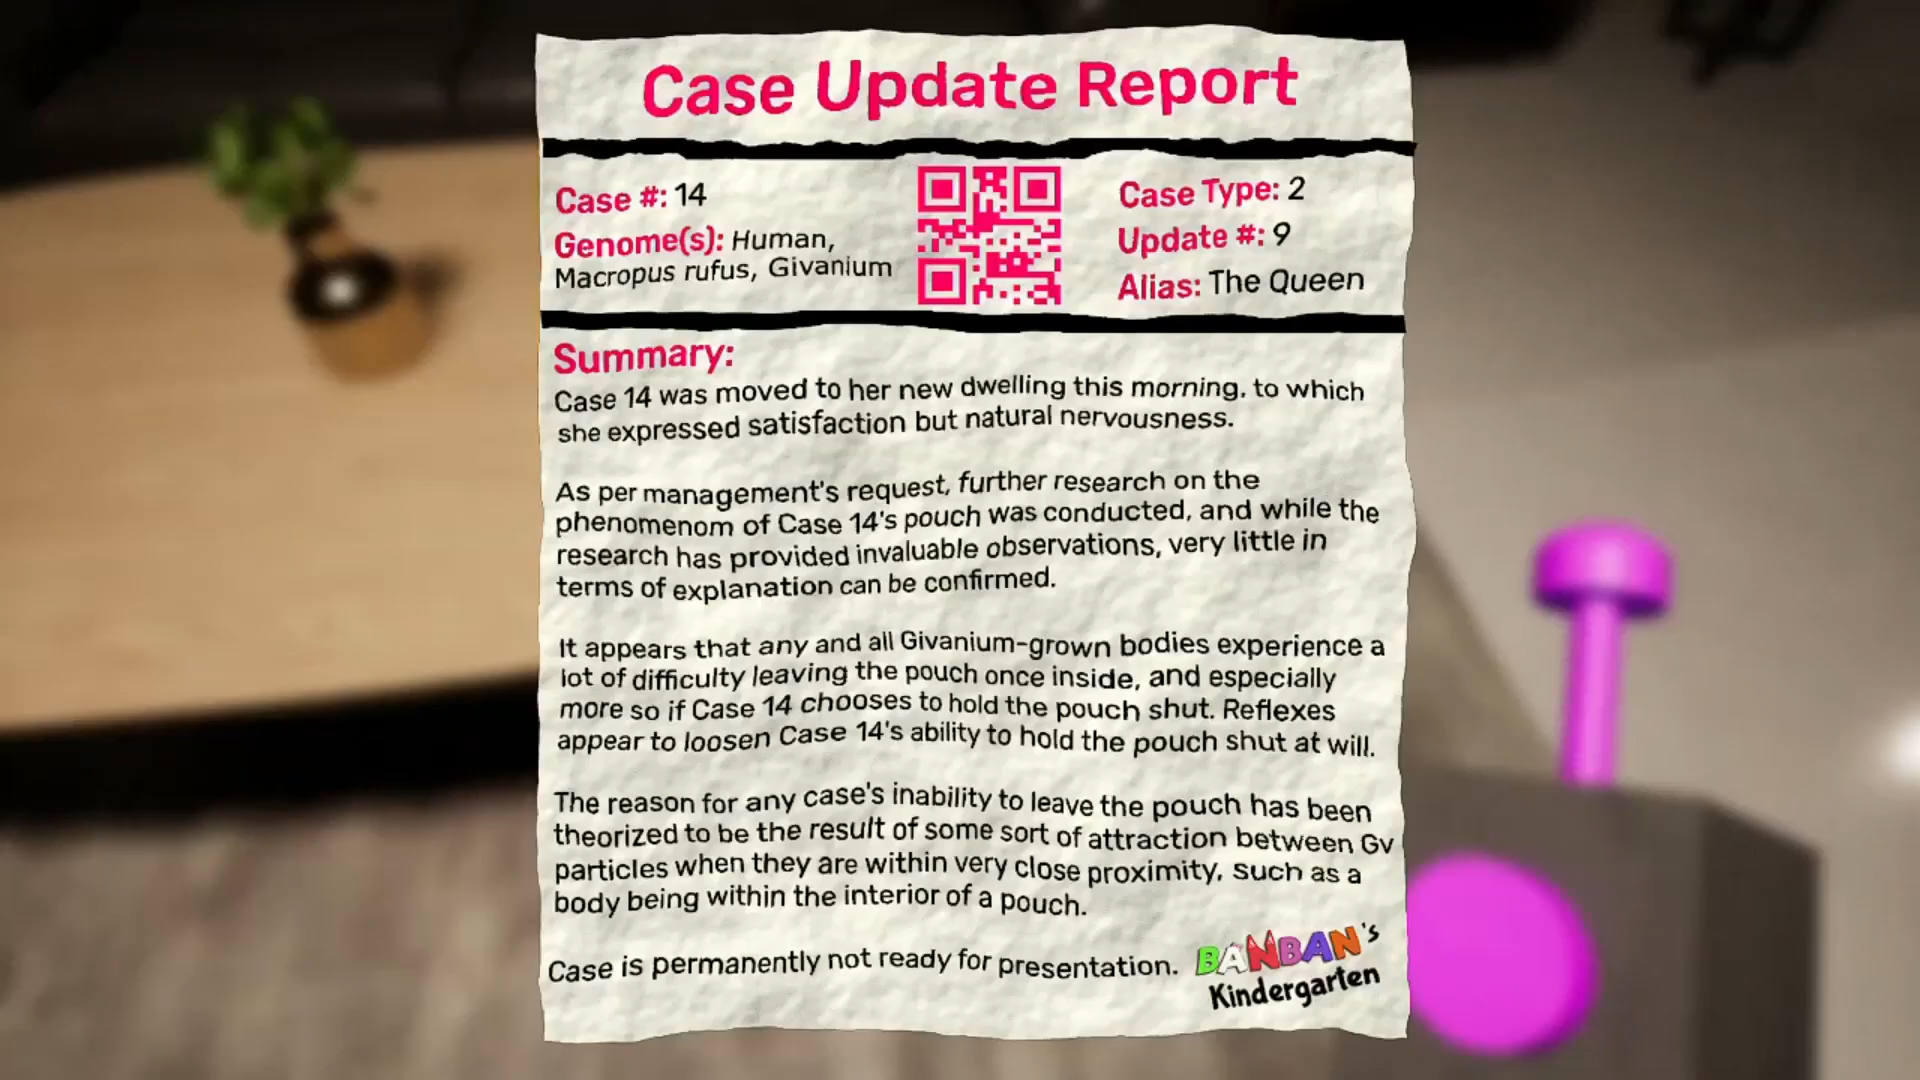 Case Update Report
Case #: 14
Genome(s): Human,
Macropus rufus, Givanium
Case Type: 2
Update #: 9
Alias: The Queen
Summary:
Case 14 was moved to her new dwelling this morning, to which
she expressed satisfaction but natural nervousness.
As per management's request, further research on the
phenomenom of Case 14's pouch was conducted, and while the
research has provided invaluable observations, very little in
terms of explanation can be confirmed.
It appears that any and all Givanium-grown bodies experience a
lot of difficulty leaving the pouch once inside, and especially
more so if Case 14 chooses to hold the pouch shut. Reflexes
appear to loosen Case 14's ability to hold the pouch shut at will.
The reason for any case's inability to leave the pouch has been
theorized to be the result of some sort of attraction between Gv
particles when they are within very close proximity, such as a
body being within the interior of a pouch.
Case is permanently not ready for presentation.
BANBAN's
Kindergarten